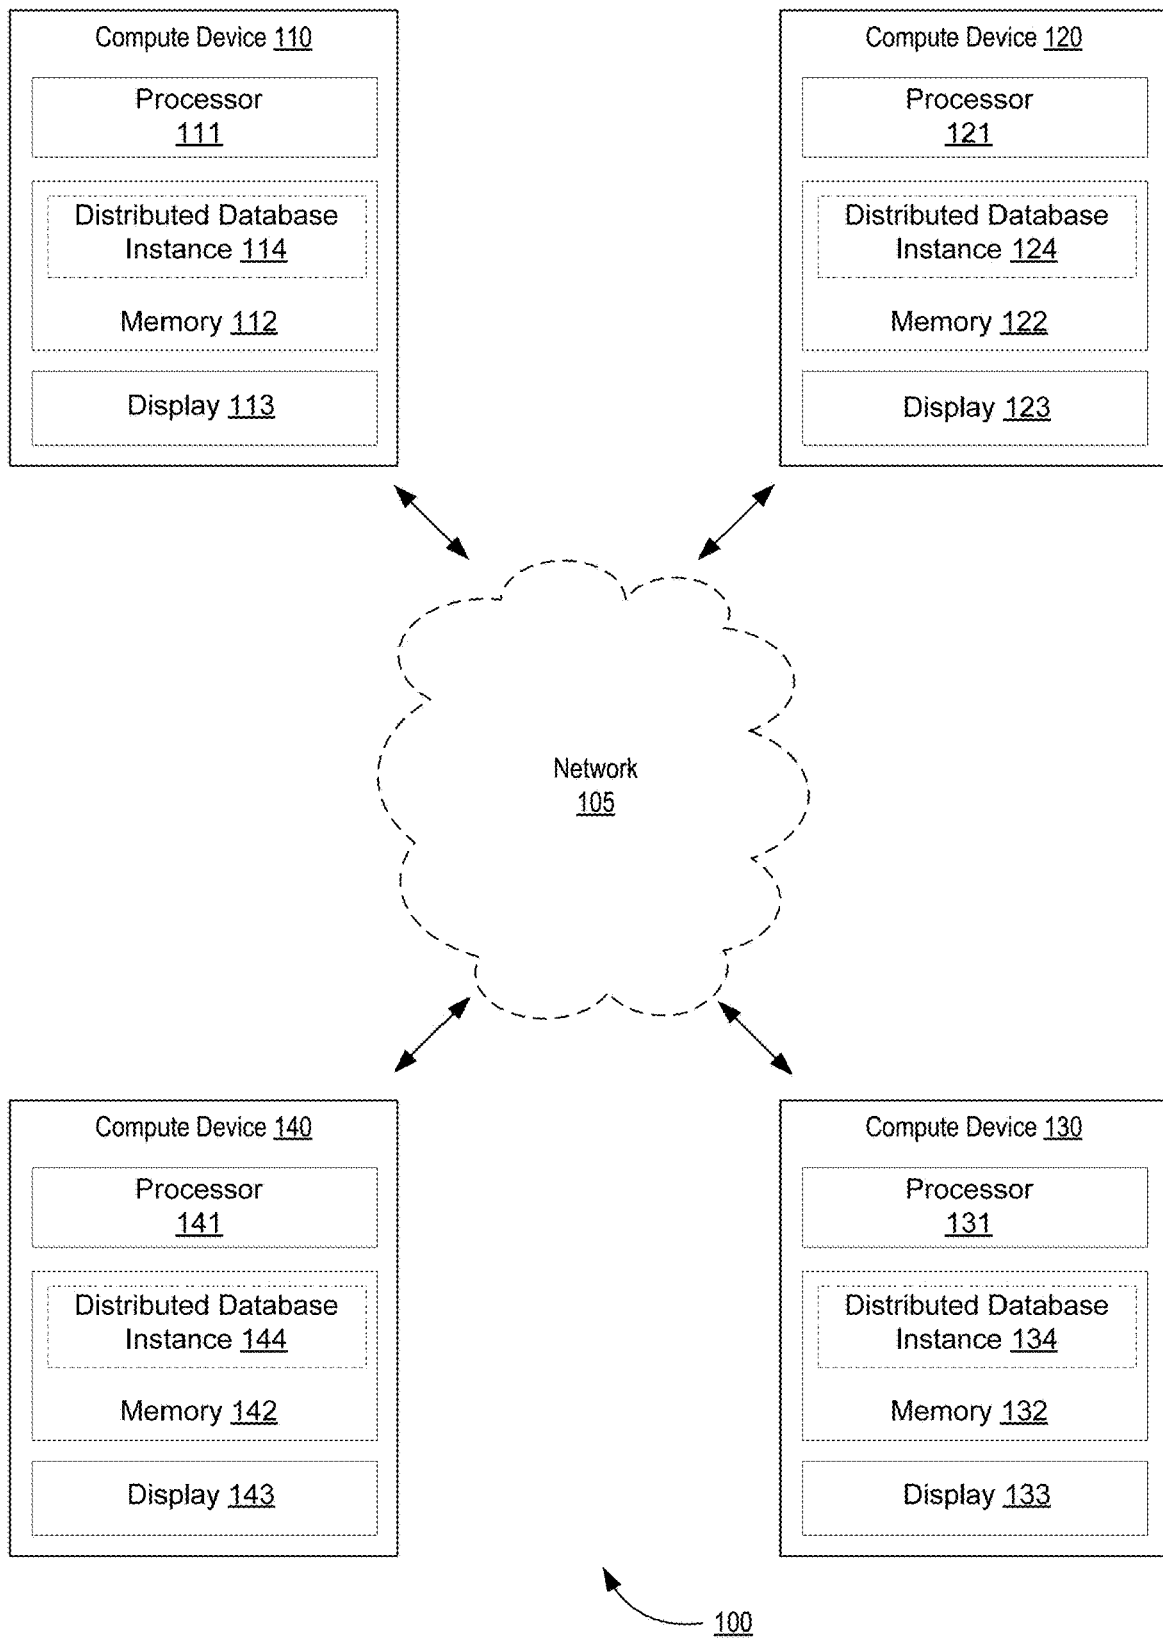 Compute Device 110
Processor
111
Distributed Database
Instance 114
Memory 112
Display 113
Compute Device 120
Processor
121
Distributed Database
Instance 124
Memory 122
Display 123
Network
105
Compute Device 140
Processor
141
Distributed Database
Instance 144
Memory 142
Display 143
Compute Device 130
Processor
131
Distributed Database
Instance 134
Memory 132
Display 133
100